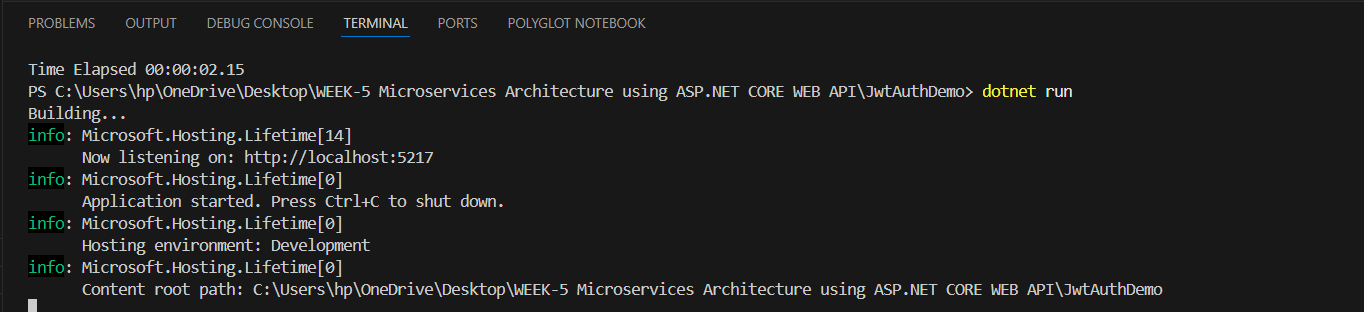 PROBLEMS OUTPUT DEBUG CONSOLE TERMINAL PORTS POLYGLOT NOTEBOOK
Time Elapsed 00:00:02.15
PS C:\Users\hp\OneDrive\Desktop\WEEK-5 Microservices Architecture using ASP.NET CORE WEB API\JwtAuthDemo> dotnet run
Building...
info: Microsoft.Hosting.Lifetime[14]
      Now listening on: http://localhost:5217
info: Microsoft.Hosting.Lifetime[0]
      Application started. Press Ctrl+C to shut down.
info: Microsoft.Hosting.Lifetime[0]
      Hosting environment: Development
info: Microsoft.Hosting.Lifetime[0]
      Content root path: C:\Users\hp\OneDrive\Desktop\WEEK-5 Microservices Architecture using ASP.NET CORE WEB API\JwtAuthDemo